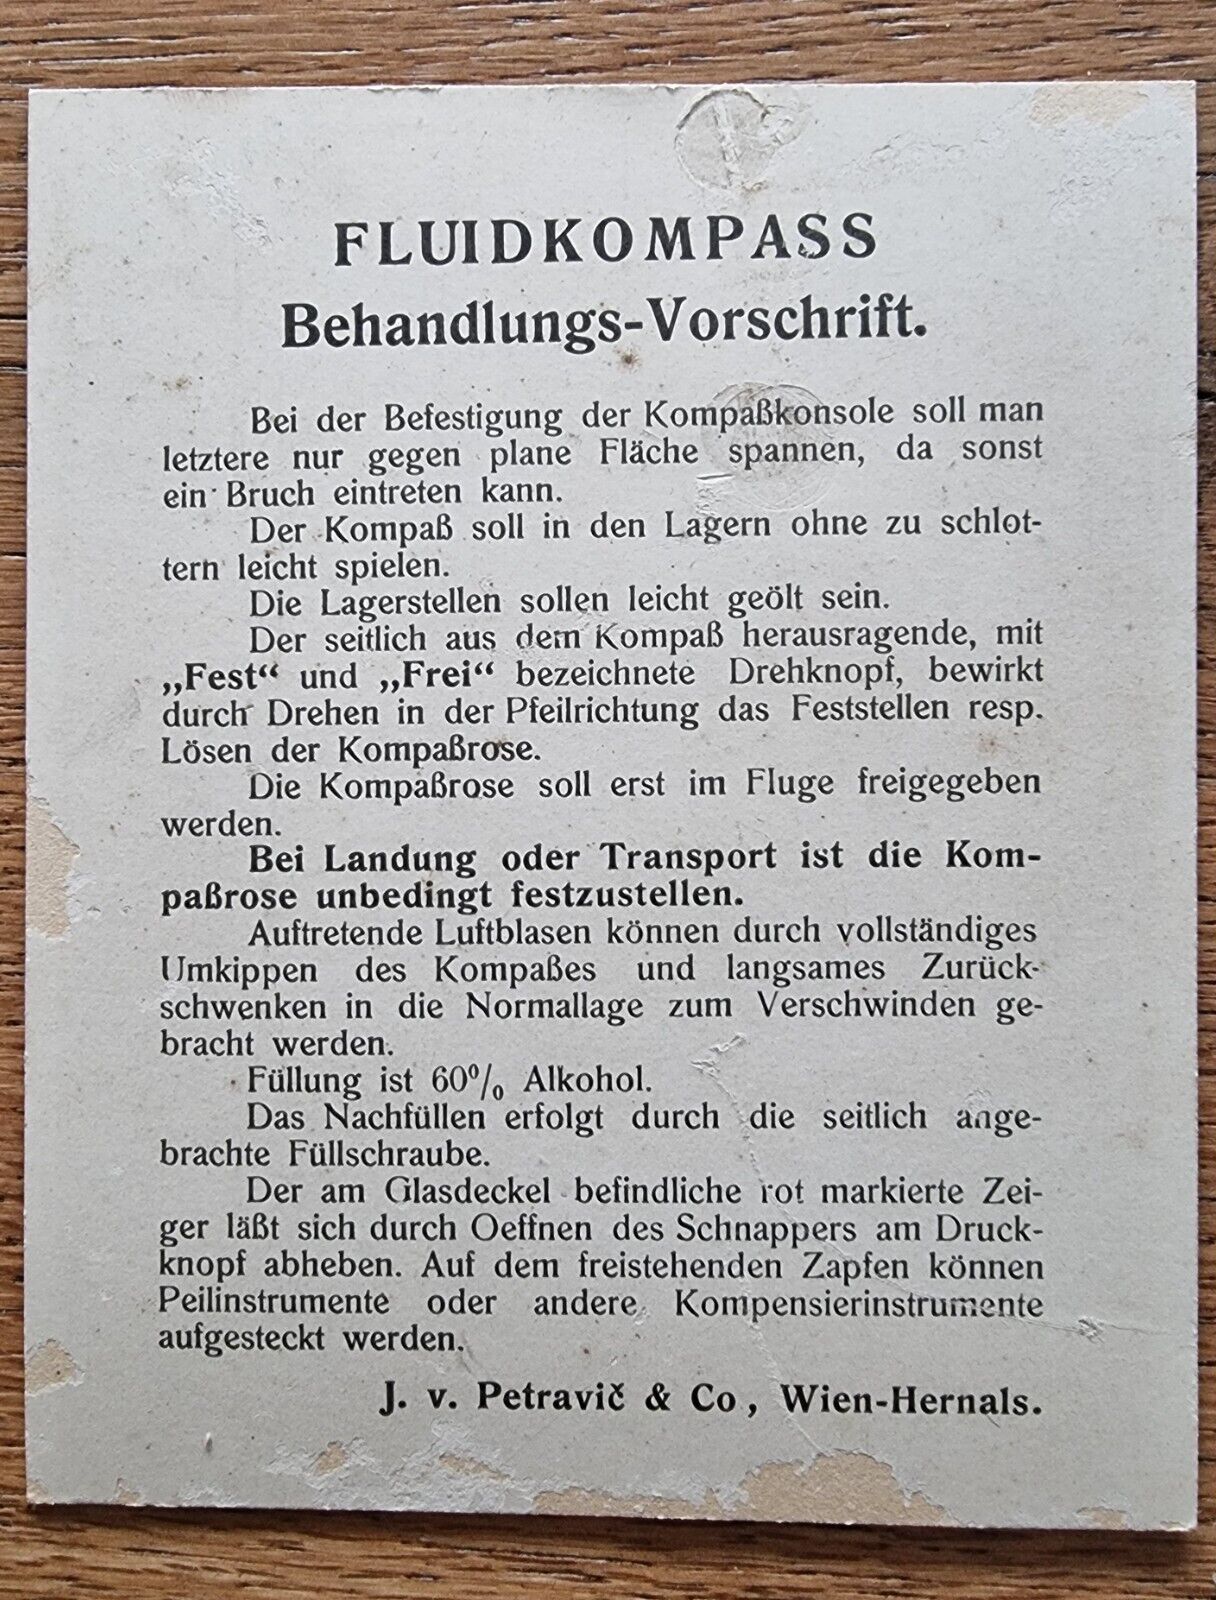 FLUIDKOMPASS
Behandlungs-Vorschrift.
Bei der Befestigung der Kompaßkonsole soll man
letztere nur gegen plane Fläche spannen, da sonst
ein Bruch eintreten kann.
Der Kompaß soll in den Lagern ohne zu schlot-
tern leicht spielen.
Die Lagerstellen sollen leicht geölt sein.
Der seitlich aus dem Kompaß herausragende, mit
„Fest“ und „Frei“ bezeichnete Drehknopf, bewirkt
durch Drehen in der Pfeilrichtung das Feststellen resp.
Lösen der Kompaßrose.
Die Kompaßrose soll erst im Fluge freigegeben
werden.
Bei Landung oder Transport ist die Kom-
paßrose unbedingt festzustellen.
Auftretende Luftblasen können durch vollständiges
Umkippen des Kompaßes und langsames Zurück-
schwenken in die Normallage zum Verschwinden ge-
bracht werden.
Füllung ist 60% Alkohol.
Das Nachfüllen erfolgt durch die seitlich ange-
brachte Füllschraube.
Der am Glasdeckel befindliche rot markierte Zei-
ger läßt sich durch Oeffnen des Schnappers am Druck-
knopf abheben. Auf dem freistehenden Zapfen können
Peilinstrumente oder andere Kompensierinstrumente
aufgesteckt werden.
J. v. Petravič & Co, Wien-Hernals.